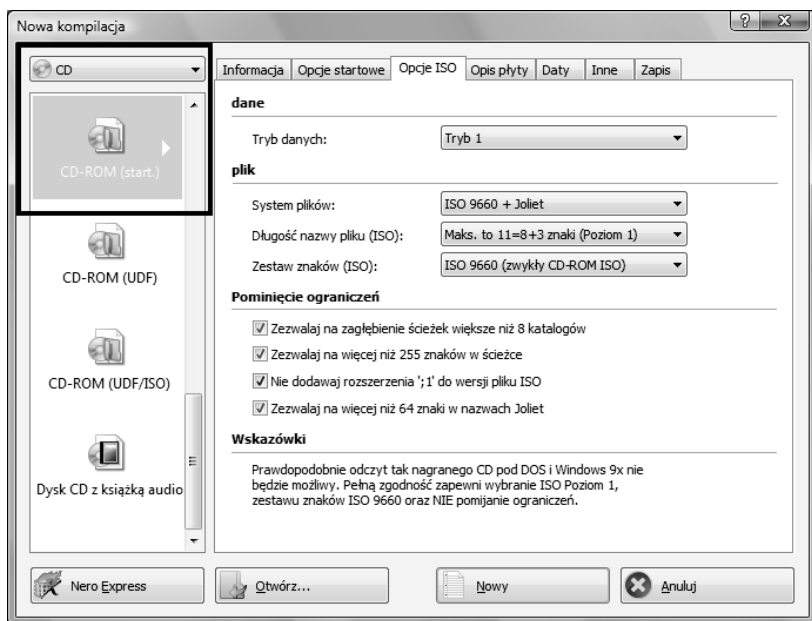 Nowa kompilacja
CD
CD-ROM (start.)
CD-ROM (UDF)
CD-ROM (UDF/ISO)
Dysk CD z książką audio
Informacja
Opcje startowe
Opcje ISO
Opis płyty
Daty
Inne
Zapis
dane
Tryb danych: Tryb 1
plik
System plików: ISO 9660 + Joliet
Długość nazwy pliku (ISO): Maks. to 11=8+3 znaki (Poziom 1)
Zestaw znaków (ISO): ISO 9660 (zwykły CD-ROM ISO)
Pominięcie ograniczeń
Zezwalaj na zagłębienie ścieżek większe niż 8 katalogów
Zezwalaj na więcej niż 255 znaków w ścieżce
Nie dodawaj rozszerzenia ';1' do wersji pliku ISO
Zezwalaj na więcej niż 64 znaki w nazwach Joliet
Wskazówki
Prawdopodobnie odczyt tak nagranego CD pod DOS i Windows 9x nie
będzie możliwy. Pełną zgodność zapewni wybranie ISO Poziom 1,
zestawu znaków ISO 9660 oraz NIE pomijanie ograniczeń.
Nero Express
Otwórz...
Nowy
Anuluj